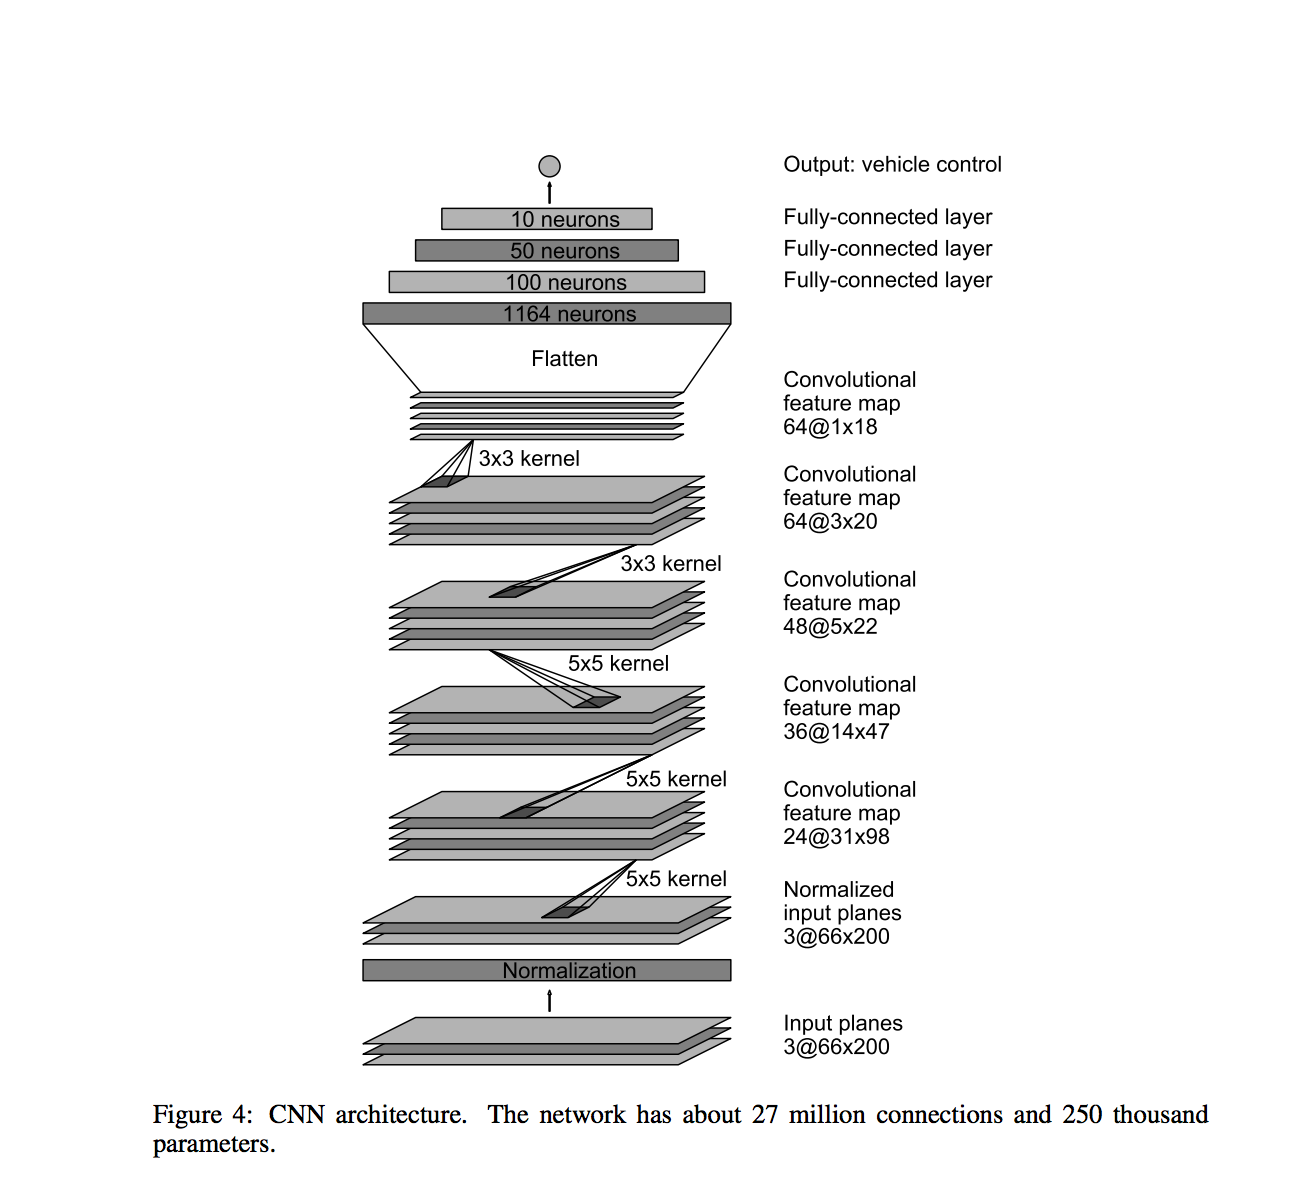 Output: vehicle control
10 neurons
Fully-connected layer
50 neurons
Fully-connected layer
100 neurons
Fully-connected layer
1164 neurons
Flatten
Convolutional
feature map
64@1x18
3x3 kernel
Convolutional
feature map
64@3x20
3x3 kernel
Convolutional
feature map
48@5x22
5x5 kernel
Convolutional
feature map
36@14x47
5x5 kernel
Convolutional
feature map
24@31x98
5x5 kernel
Normalized
input planes
3@66x200
Normalization
Input planes
3@66x200
Figure 4: CNN architecture. The network has about 27 million connections and 250 thousand
parameters.